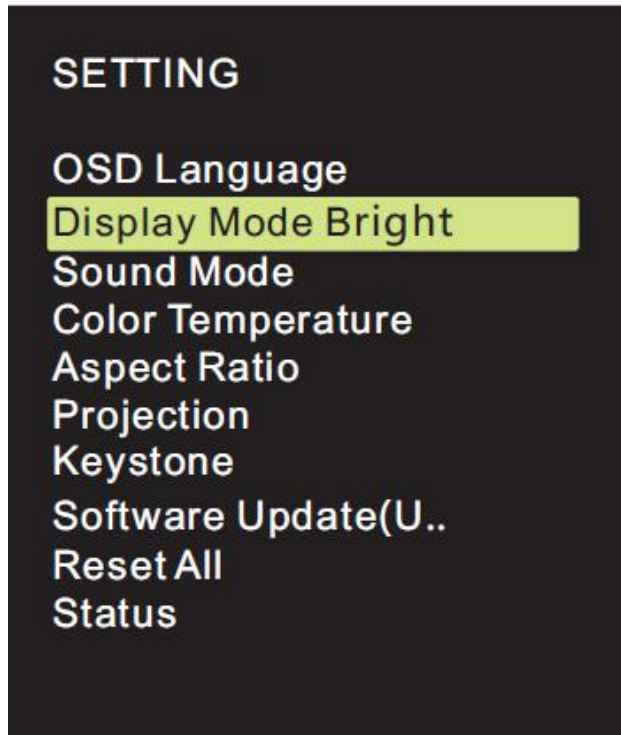 SETTING
OSD Language
Display Mode Bright
Sound Mode
Color Temperature
Aspect Ratio
Projection
Keystone
Software Update(U..
Reset All
Status